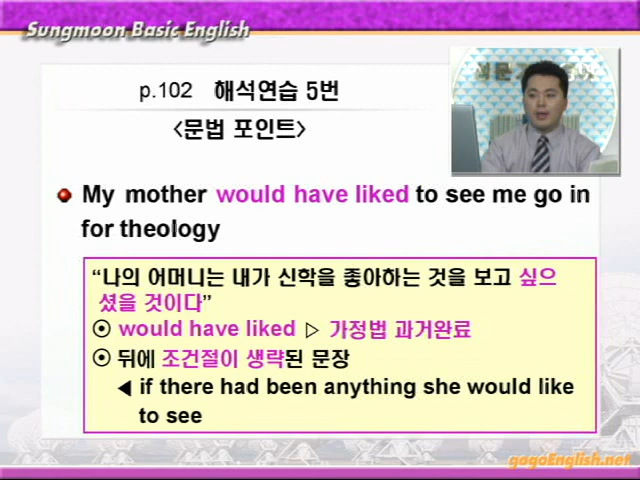 Sungmoon Basic English
p.102 해석연습 5번
<문법 포인트>
My mother would have liked to see me go in
for theology
“나의 어머니는 내가 신학을 좋아하는 것을 보고 싶으
셨을 것이다”
⊙ would have liked ▷ 가정법 과거완료
⊙ 뒤에 조건절이 생략된 문장
◀ if there had been anything she would like
to see
gogoEnglish.net